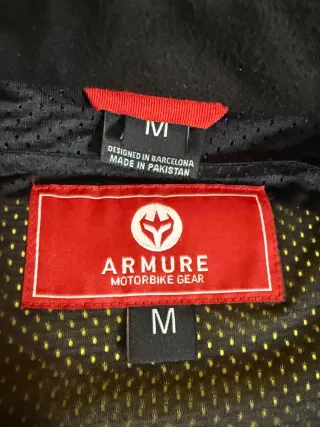 M
DESIGNED IN BARCELONA
MADE IN PAKISTAN
ARMURE
MOTORBIKE GEAR
M